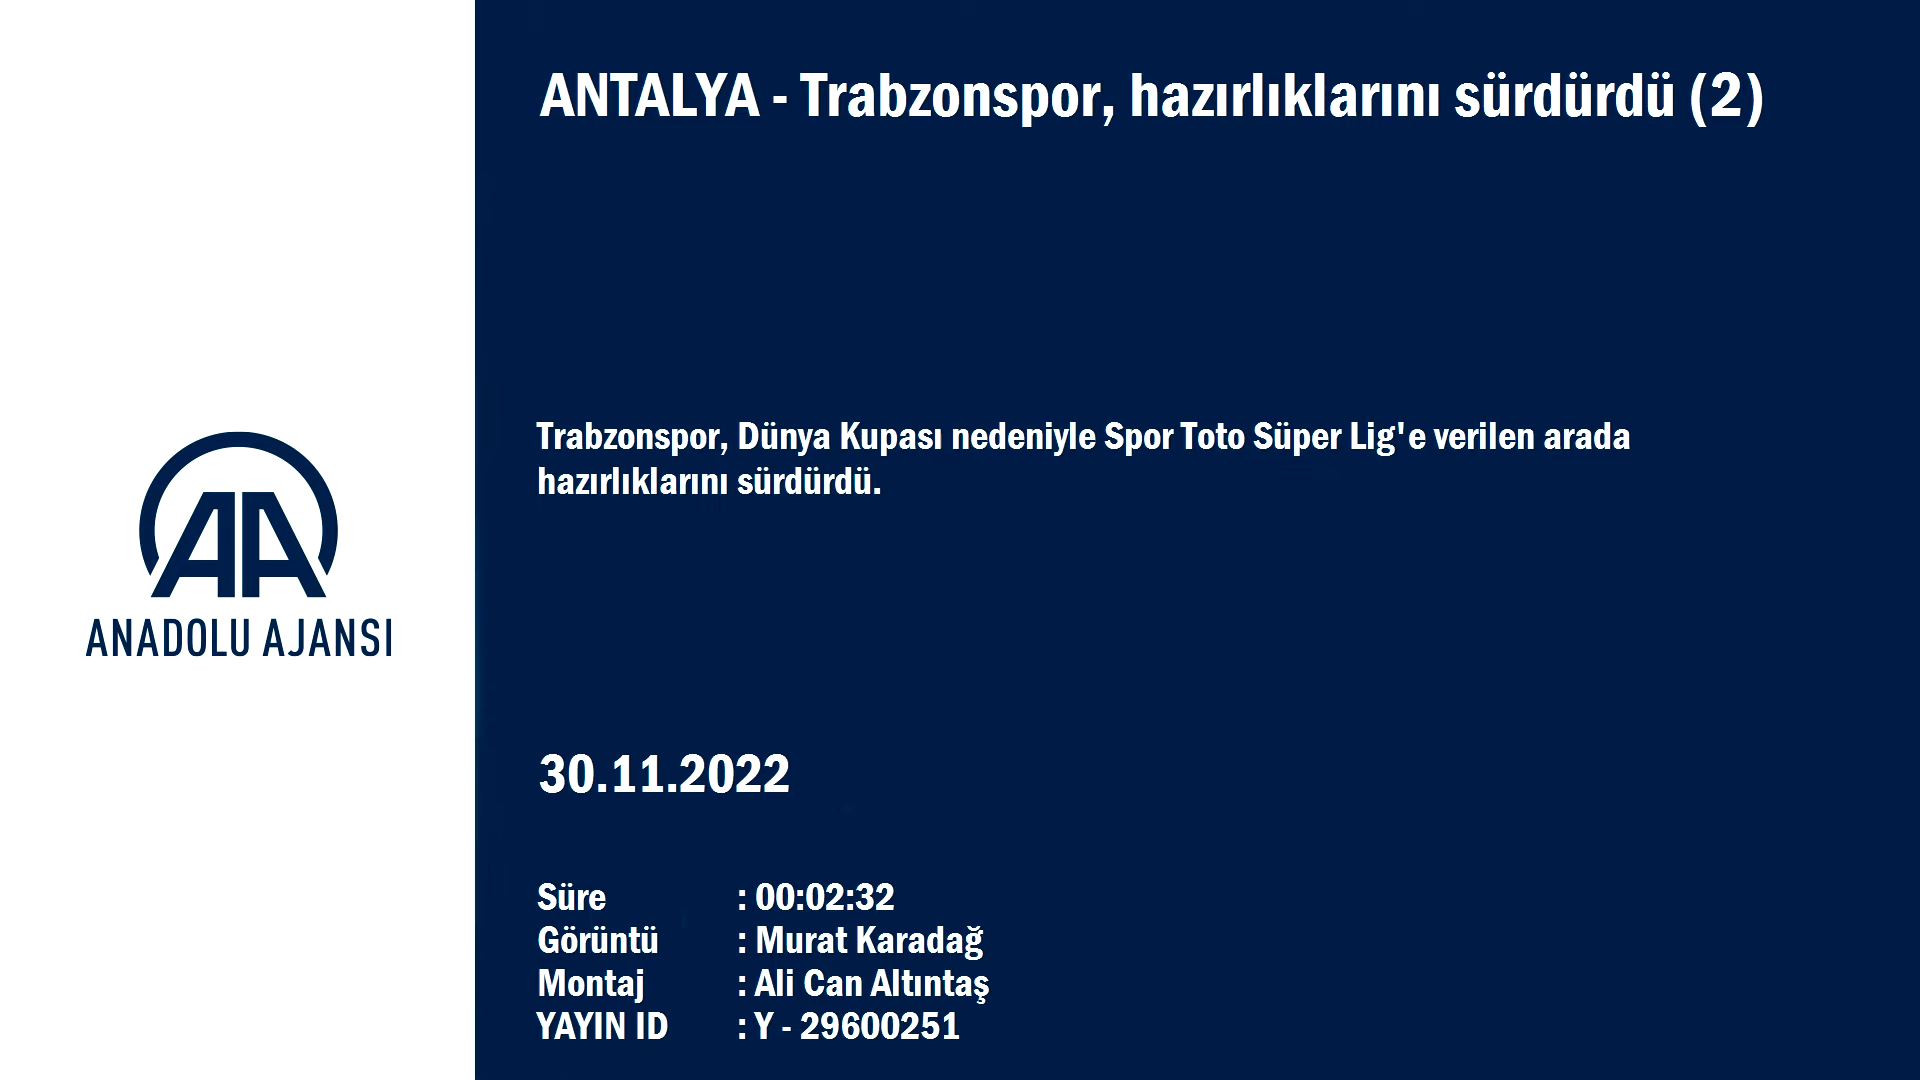 ANTALYA - Trabzonspor, hazırlıklarını sürdürdü (2)
Trabzonspor, Dünya Kupası nedeniyle Spor Toto Süper Lig'e verilen arada
hazırlıklarını sürdürdü.
AA
ANADOLU AJANSI
30.11.2022
Süre : 00:02:32
Görüntü : Murat Karadağ
Montaj : Ali Can Altıntaş
YAYIN ID : Y - 29600251